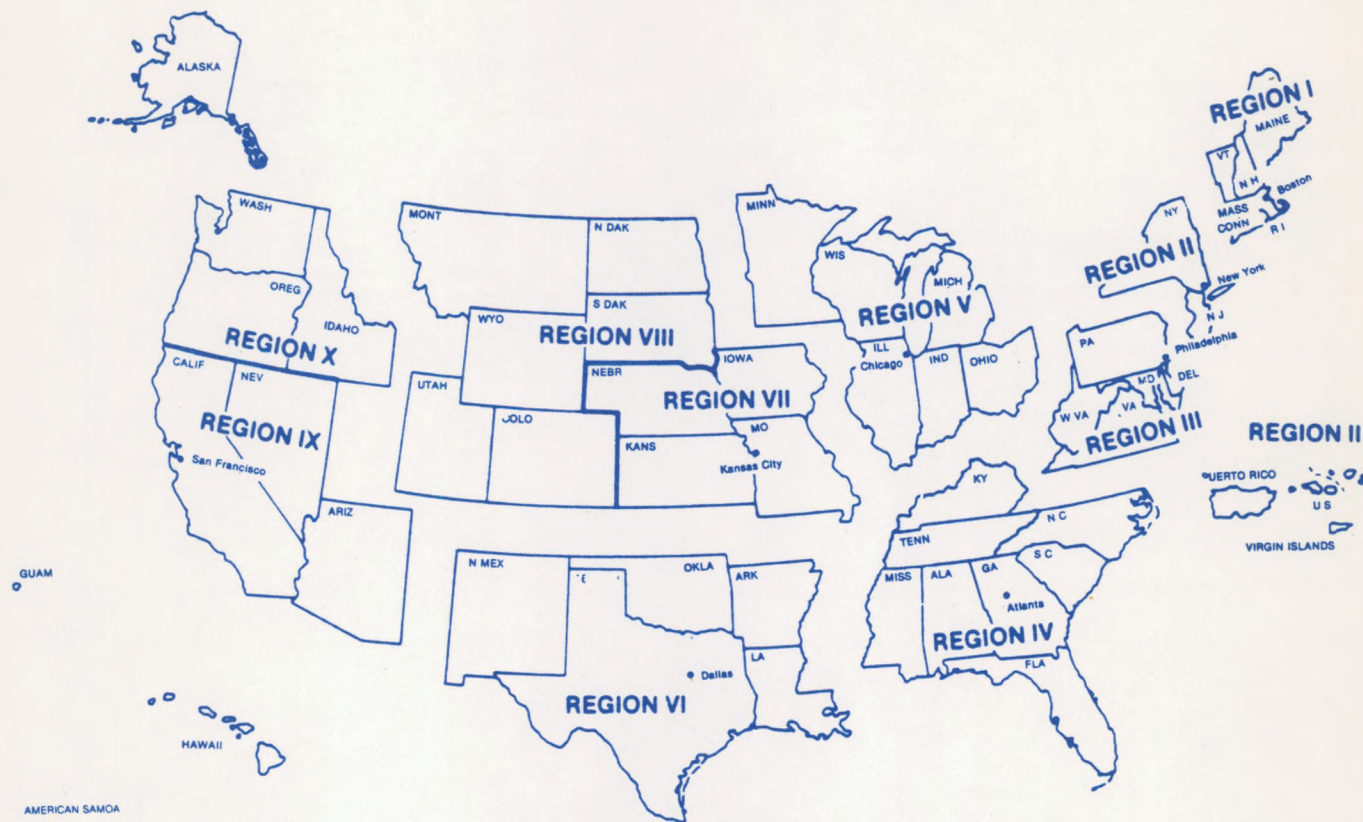 ALASKA
REGION I
MAINE
VT
N H
Boston
MASS
CONN
R I
WASH
MONT
N DAK
MINN
NY
WIS
MICH
REGION II
New York
OREG
S DAK
IDAHO
WYO
REGION V
N J
REGION X
REGION VIII
PA
Philadelphia
CALIF
NEV
UTAH
NEBR
IOWA
ILL
Chicago
IND
OHIO
MD
DEL
REGION IX
COLO
REGION VII
W VA
VA
REGION III
REGION II
San Francisco
KANS
MO
Kansas City
KY
PUERTO RICO
U S
VIRGIN ISLANDS
ARIZ
N C
TENN
S C
GUAM
N MEX
OKLA
ARK
MISS
ALA
GA
Atlanta
REGION IV
LA
FLA
Dallas
REGION VI
HAWAII
AMERICAN SAMOA